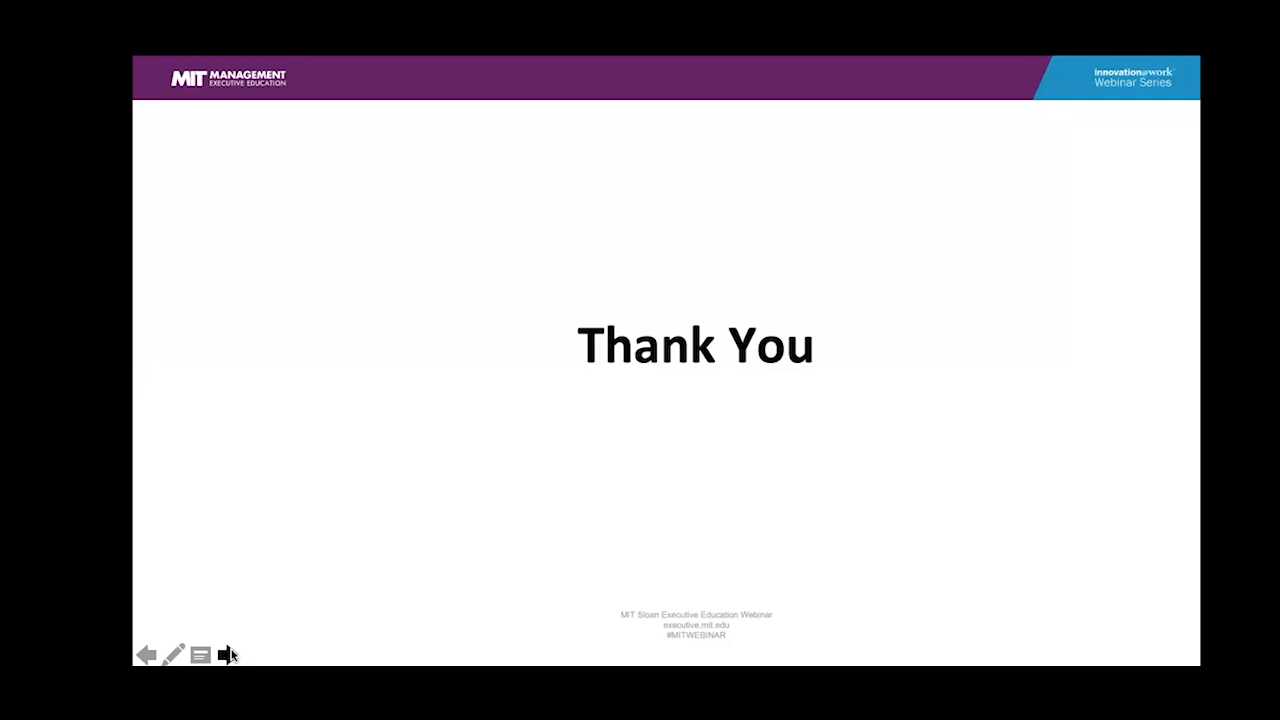 MIT MANAGEMENT
EXECUTIVE EDUCATION
innovation@work
Webinar Series
Thank You
MIT Sloan Executive Education Webinar
executive.mit.edu
#MITWEBINAR